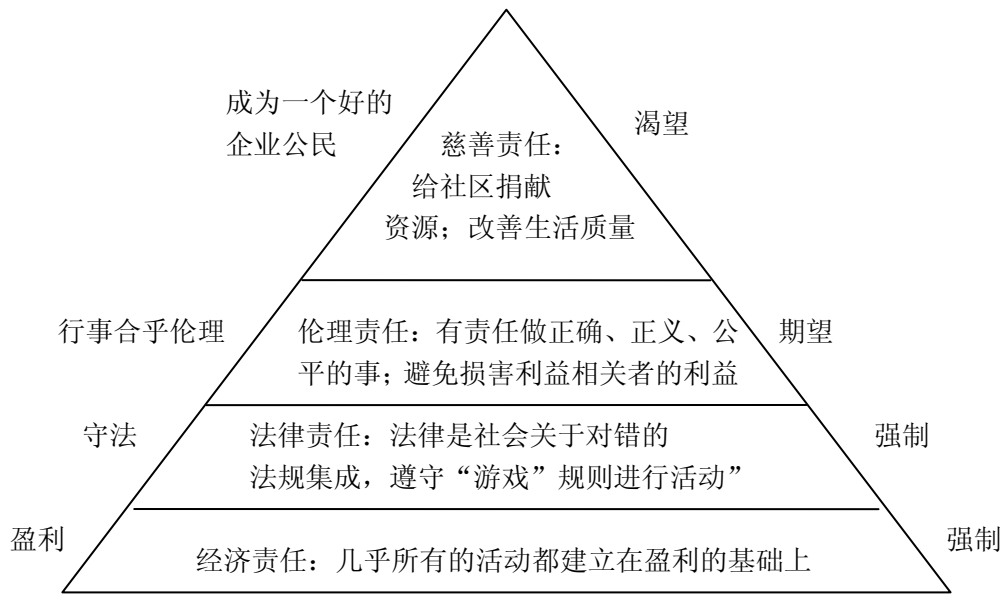 成为一个好的
企业公民
渴望
慈善责任：
给社区捐献
资源；改善生活质量
行事合乎伦理
伦理责任：有责任做正确、正义、公
平的事；避免损害利益相关者的利益
期望
守法
法律责任：法律是社会关于对错的
法规集成，遵守“游戏”规则进行活动”
强制
盈利
经济责任：几乎所有的活动都建立在盈利的基础上
强制